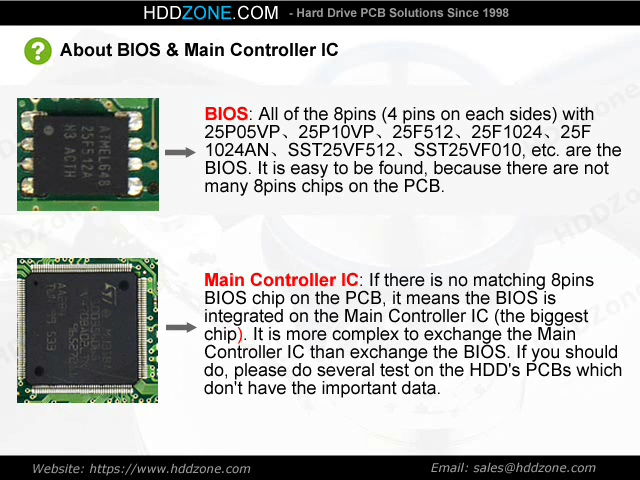 HDDZONE.COM - Hard Drive PCB Solutions Since 1998
? About BIOS & Main Controller IC
ATMEL648
25F512A
N3 ACTH
BIOS: All of the 8pins (4 pins on each sides) with
25P05VP、25P10VP、25F512、25F1024、25F
1024AN、SST25VF512、SST25VF010, etc. are the
BIOS. It is easy to be found, because there are not
many 8pins chips on the PCB.
Main Controller IC: If there is no matching 8pins
BIOS chip on the PCB, it means the BIOS is
integrated on the Main Controller IC (the biggest
chip). It is more complex to exchange the Main
Controller IC than exchange the BIOS. If you should
do, please do several test on the HDD's PCBs which
don't have the important data.
Website: https://www.hddzone.com Email: sales@hddzone.com